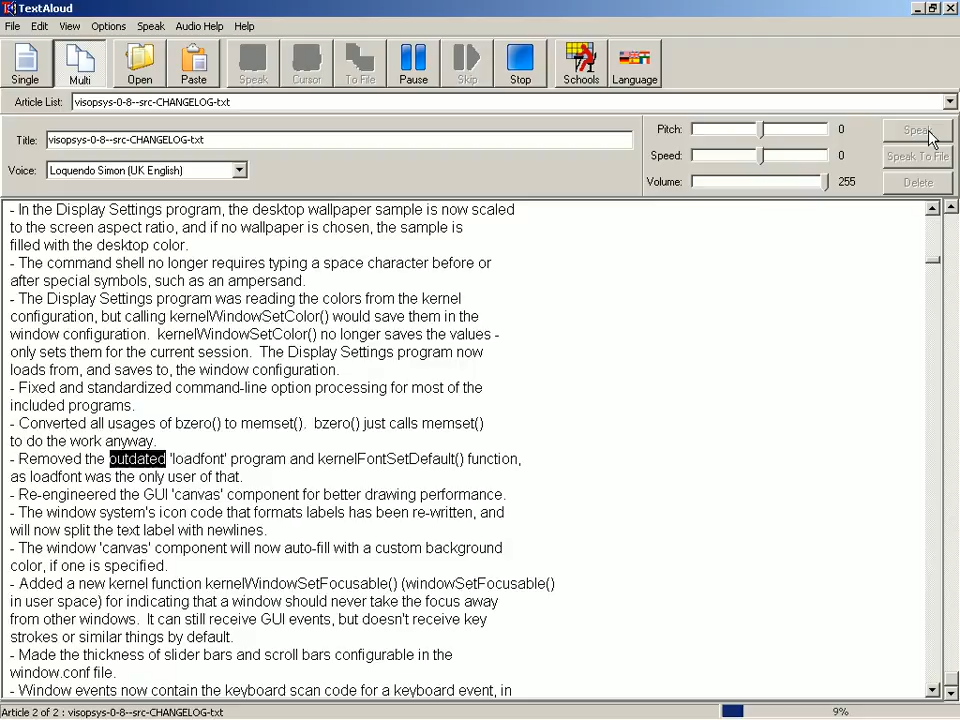 TextAloud
File Edit View Options Speak Audio Help Help
Single Multi Open Paste Speak Cursor To File Pause Skip Stop Schools Language
Article List: visopsys-0-8--src-CHANGELOG-txt
Title: visopsys-0-8--src-CHANGELOG-txt
Voice: Loquendo Simon (UK English)
Pitch: 0 Speak
Speed: 0 Speak To File
Volume: 255 Delete
- In the Display Settings program, the desktop wallpaper sample is now scaled
to the screen aspect ratio, and if no wallpaper is chosen, the sample is
filled with the desktop color.
- The command shell no longer requires typing a space character before or
after special symbols, such as an ampersand.
- The Display Settings program was reading the colors from the kernel
configuration, but calling kernelWindowSetColor() would save them in the
window configuration.  kernelWindowSetColor() no longer saves the values -
only sets them for the current session.  The Display Settings program now
loads from, and saves to, the window configuration.
- Fixed and standardized command-line option processing for most of the
included programs.
- Converted all usages of bzero() to memset().  bzero() just calls memset()
to do the work anyway.
- Removed the outdated 'loadfont' program and kernelFontSetDefault() function,
as loadfont was the only user of that.
- Re-engineered the GUI 'canvas' component for better drawing performance.
- The window system's icon code that formats labels has been re-written, and
will now split the text label with newlines.
- The window 'canvas' component will now auto-fill with a custom background
color, if one is specified.
- Added a new kernel function kernelWindowSetFocusable() (windowSetFocusable()
in user space) for indicating that a window should never take the focus away
from other windows.  It can still receive GUI events, but doesn't receive key
strokes or similar things by default.
- Made the thickness of slider bars and scroll bars configurable in the
window.conf file.
- Window events now contain the keyboard scan code for a keyboard event, in
Article 2 of 2 : visopsys-0-8--src-CHANGELOG-txt 9%